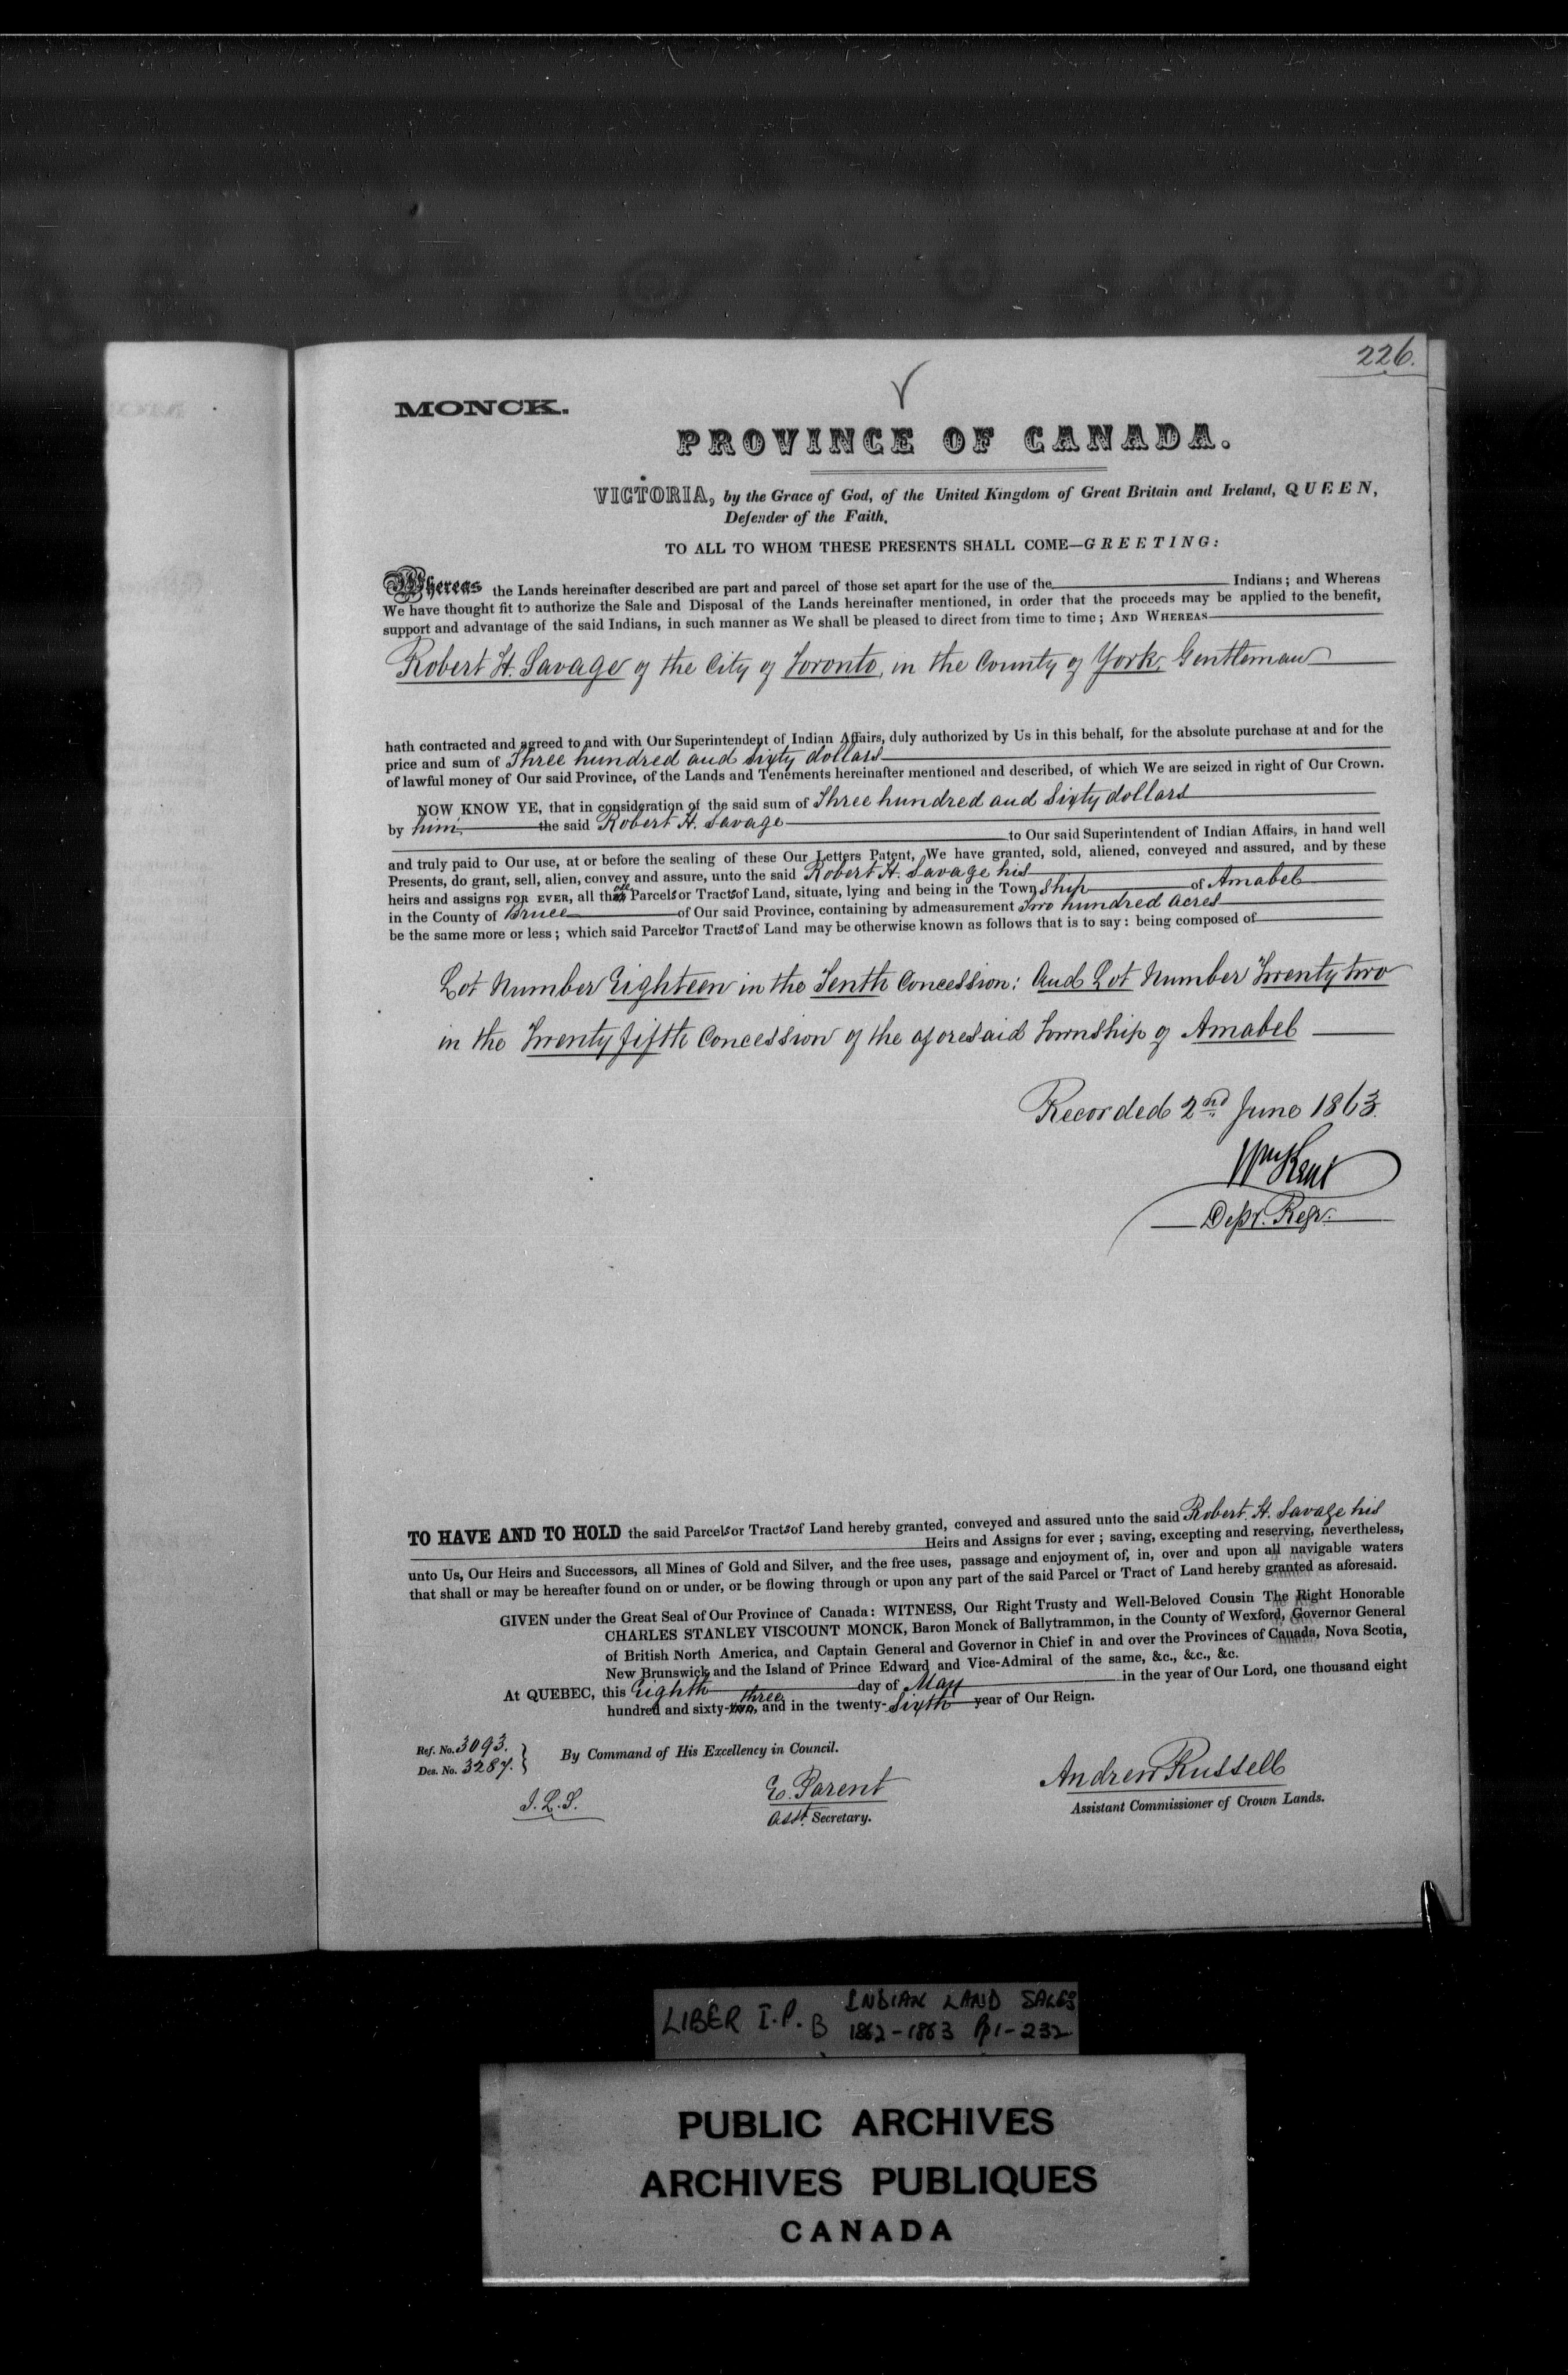 226.
MONCK.
PROVINCE OF CANADA.
VICTORIA, by the Grace of God, of the United Kingdom of Great Britain and Ireland, QUEEN,
Defender of the Faith,
TO ALL TO WHOM THESE PRESENTS SHALL COME—GREETING:
Whereas the Lands hereinafter described are part and parcel of those set apart for the use of the Indians; and Whereas
We have thought fit to authorize the Sale and Disposal of the Lands hereinafter mentioned, in order that the proceeds may be applied to the benefit,
support and advantage of the said Indians, in such manner as We shall be pleased to direct from time to time; AND WHEREAS
Robert H. Savage of the City of Toronto, in the County of York, Gentleman
hath contracted and agreed to and with Our Superintendent of Indian Affairs, duly authorized by Us in this behalf, for the absolute purchase at and for the
price and sum of Three hundred and Sixty dollars
of lawful money of Our said Province, of the Lands and Tenements hereinafter mentioned and described, of which We are seized in right of Our Crown.
NOW KNOW YE, that in consideration of the said sum of Three hundred and Sixty dollars
by him, the said Robert H. Savage
to Our said Superintendent of Indian Affairs, in hand well
and truly paid to Our use, at or before the sealing of these Our Letters Patent, We have granted, sold, aliened, conveyed and assured, and by these
Presents, do grant, sell, alien, convey and assure, unto the said Robert H. Savage his
heirs and assigns FOR EVER, all those Parcels or Tracts of Land, situate, lying and being in the Township of Amabel
in the County of Bruce of Our said Province, containing by admeasurement Two hundred acres
be the same more or less; which said Parcels or Tracts of Land may be otherwise known as follows that is to say: being composed of
Lot Number Eighteen in the Tenth Concession: And Lot Number Twenty two
in the Twenty fifth Concession of the aforesaid Township of Amabel
Recorded 2nd June 1863.
Wm Kent
Depy. Regr.
TO HAVE AND TO HOLD the said Parcels or Tracts of Land hereby granted, conveyed and assured unto the said Robert H. Savage his
Heirs and Assigns for ever; saving, excepting and reserving, nevertheless,
unto Us, Our Heirs and Successors, all Mines of Gold and Silver, and the free uses, passage and enjoyment of, in, over and upon all navigable waters
that shall or may be hereafter found on or under, or be flowing through or upon any part of the said Parcel or Tract of Land hereby granted as aforesaid.
GIVEN under the Great Seal of Our Province of Canada: WITNESS, Our Right Trusty and Well-Beloved Cousin The Right Honorable
CHARLES STANLEY VISCOUNT MONCK, Baron Monck of Ballytrammon, in the County of Wexford, Governor General
of British North America, and Captain General and Governor in Chief in and over the Provinces of Canada, Nova Scotia,
New Brunswick and the Island of Prince Edward and Vice-Admiral of the same, &c., &c., &c.
At QUEBEC, this Eighth day of May in the year of Our Lord, one thousand eight
hundred and sixty-two, three and in the twenty-Sixth year of Our Reign.
Ref. No. 3093.
Des. No. 3287.
By Command of His Excellency in Council.
E. Parent
Asst. Secretary.
Andrew Russell
Assistant Commissioner of Crown Lands.
LIBER I.P. B INDIAN LAND SALES
1862-1863 Pp 1-232
PUBLIC ARCHIVES
ARCHIVES PUBLIQUES
CANADA